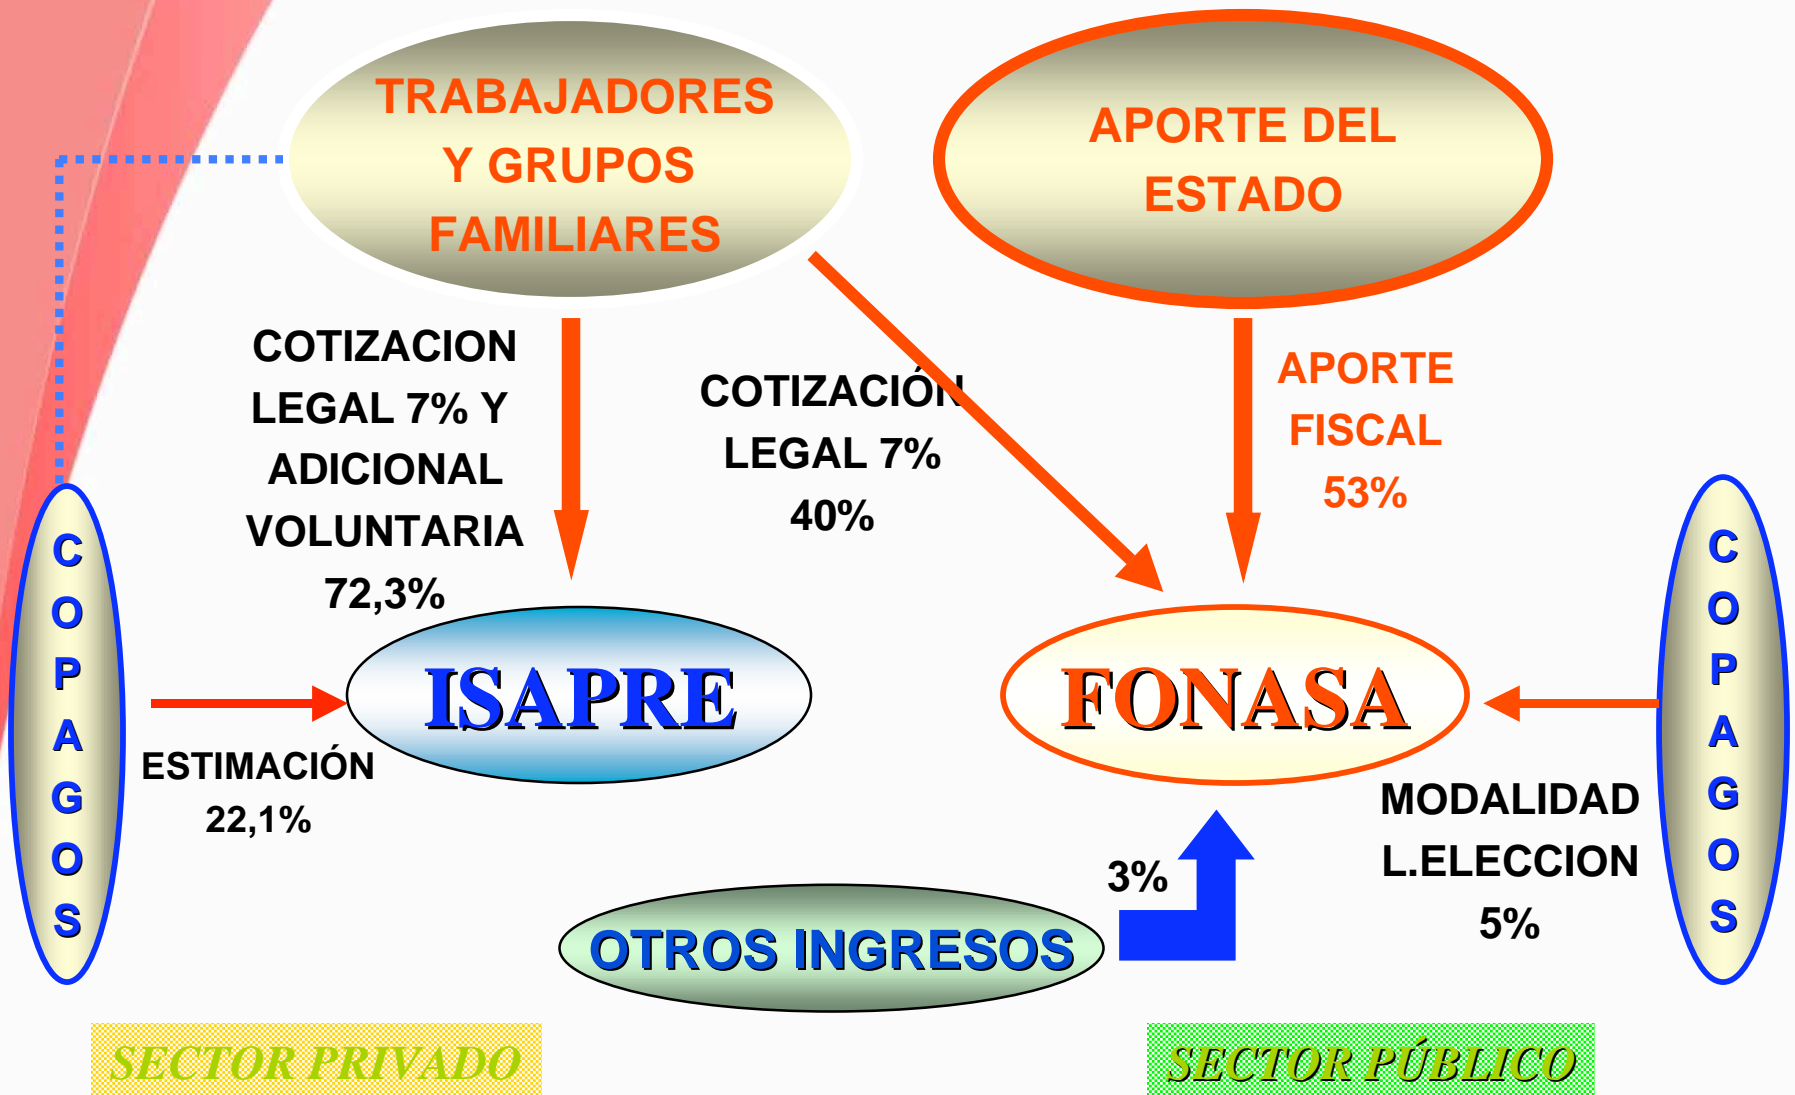 TRABAJADORES
Y GRUPOS
FAMILIARES
APORTE DEL
ESTADO
COTIZACION
LEGAL 7% Y
ADICIONAL
VOLUNTARIA
72,3%
COTIZACIÓN
LEGAL 7%
40%
APORTE
FISCAL
53%
C
O
P
A
G
O
S
ISAPRE
FONASA
C
O
P
A
G
O
S
ESTIMACIÓN
22,1%
MODALIDAD
L.ELECCION
5%
3%
OTROS INGRESOS
SECTOR PRIVADO
SECTOR PÚBLICO